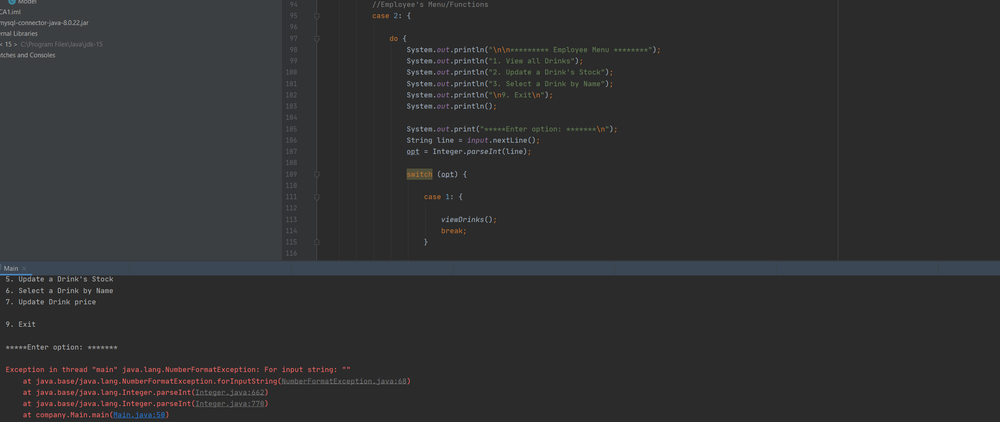 Model
CA1.iml
mysql-connector-java-8.0.22.jar
ernal Libraries
< 15 > C:\Program Files\Java\jdk-15
atches and Consoles
94 //Employee's Menu/Functions
95 case 2: {
96
97 do {
98 System.out.println("\n\n********* Employee Menu ********");
99 System.out.println("1. View all Drinks");
100 System.out.println("2. Update a Drink's Stock");
101 System.out.println("3. Select a Drink by Name");
102 System.out.println("\n9. Exit\n");
103 System.out.println();
104
105 System.out.print("*****Enter option: *******\n");
106 String line = input.nextLine();
107 opt = Integer.parseInt(line);
108
109 switch (opt) {
110
111 case 1: {
112
113 viewDrinks();
114 break;
115 }
116
Main
5. Update a Drink's Stock
6. Select a Drink by Name
7. Update Drink price
9. Exit
*****Enter option: *******
Exception in thread "main" java.lang.NumberFormatException: For input string: ""
at java.base/java.lang.NumberFormatException.forInputString(NumberFormatException.java:68)
at java.base/java.lang.Integer.parseInt(Integer.java:662)
at java.base/java.lang.Integer.parseInt(Integer.java:770)
at company.Main.main(Main.java:50)